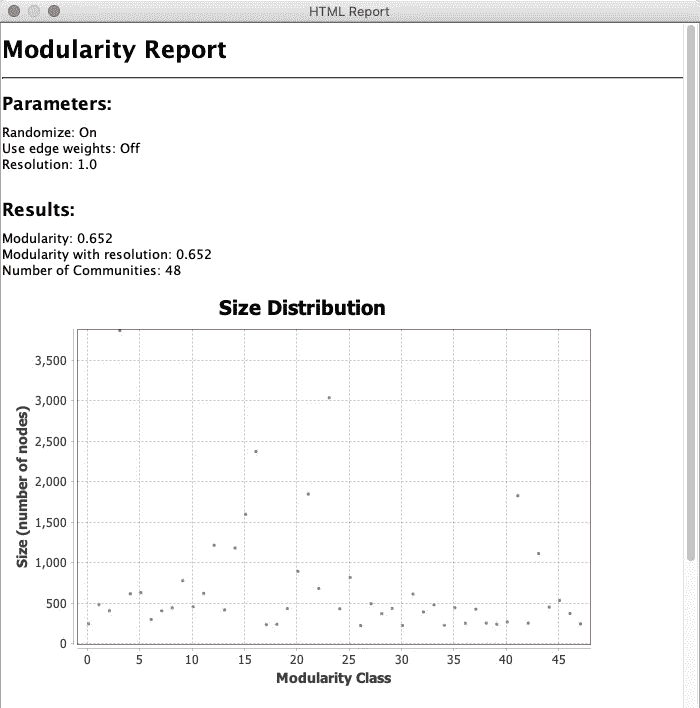 HTML Report
Modularity Report
Parameters:
Randomize: On
Use edge weights: Off
Resolution: 1.0
Results:
Modularity: 0.652
Modularity with resolution: 0.652
Number of Communities: 48
Size Distribution
Size (number of nodes)
3,500
3,000
2,500
2,000
1,500
1,000
500
0
0 5 10 15 20 25 30 35 40 45
Modularity Class